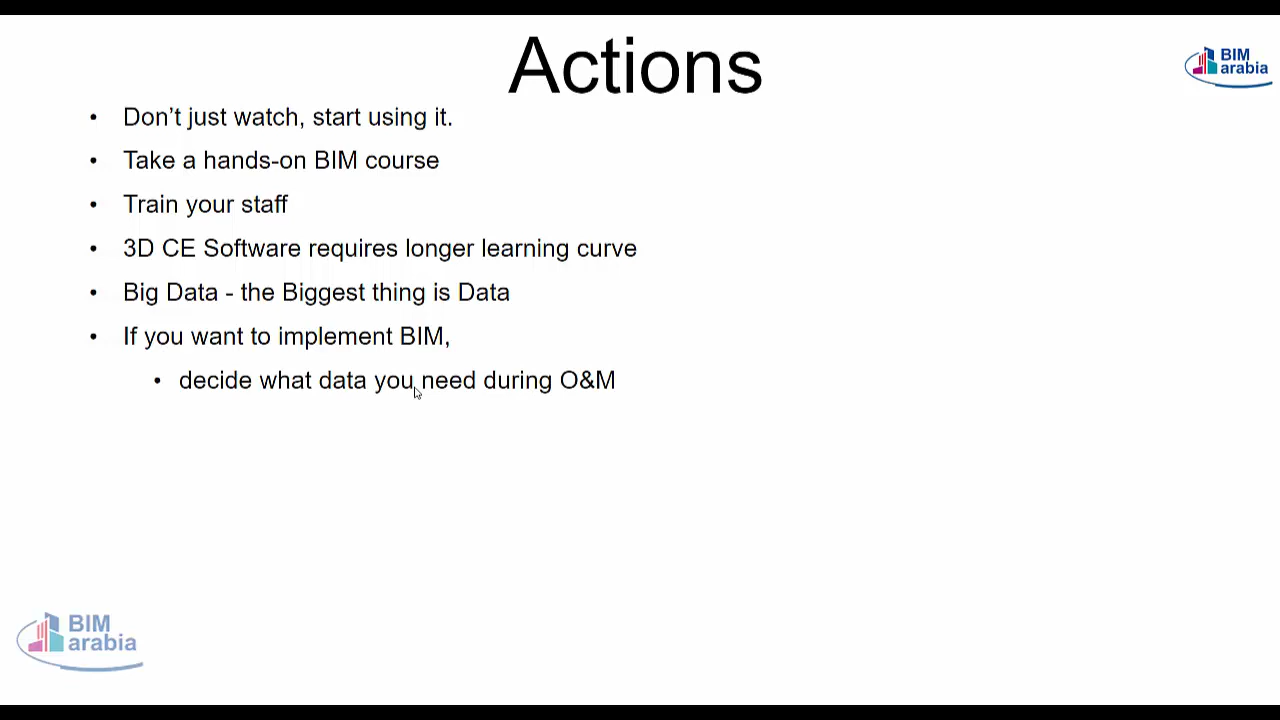 Actions
BIM
arabia
• Don’t just watch, start using it.
• Take a hands-on BIM course
• Train your staff
• 3D CE Software requires longer learning curve
• Big Data - the Biggest thing is Data
• If you want to implement BIM,
• decide what data you need during O&M
BIM
arabia